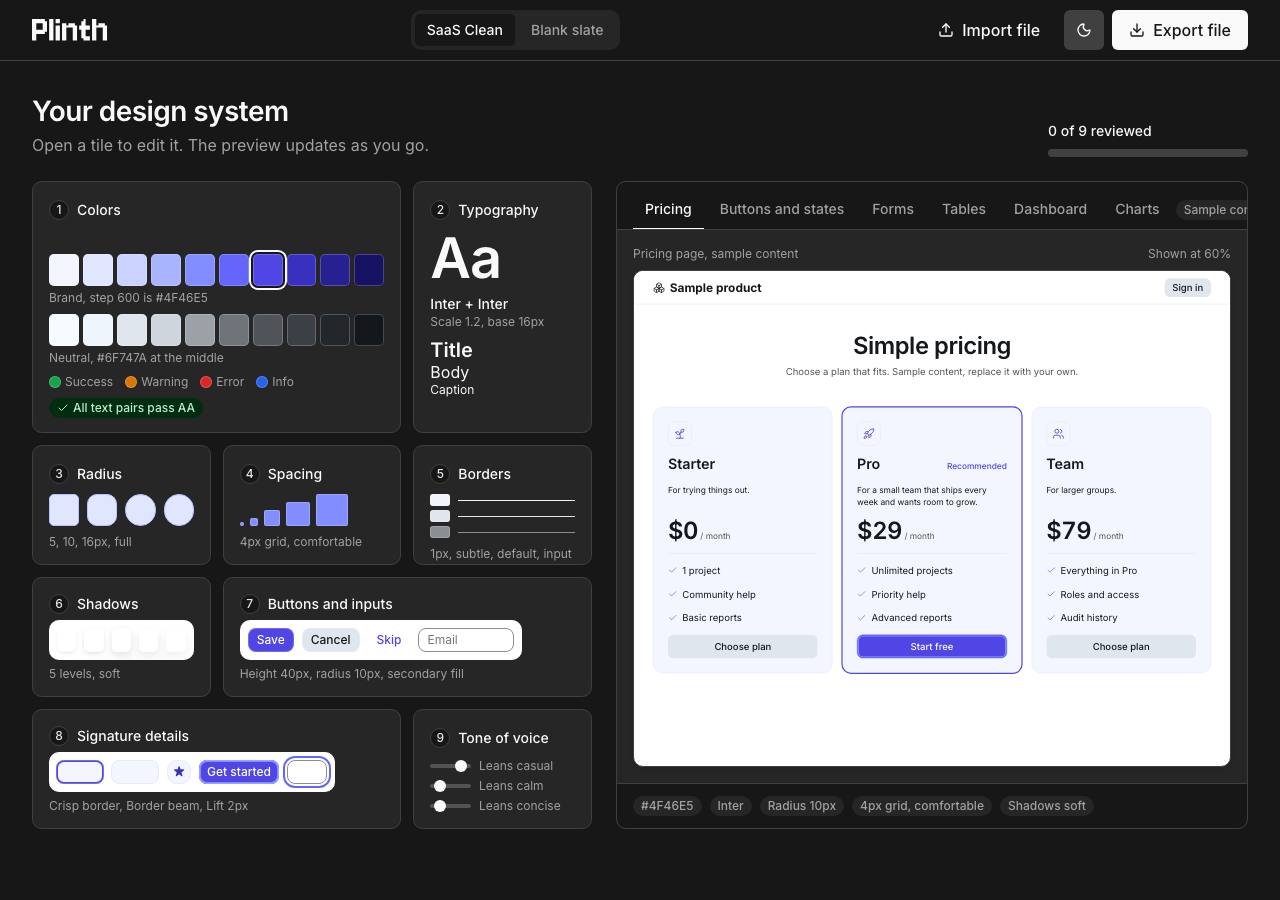 Plinth
SaaS Clean
Blank slate
Import file
Export file
Your design system
Open a tile to edit it. The preview updates as you go.
0 of 9 reviewed
1 Colors
Brand, step 600 is #4F46E5
Neutral, #6F747A at the middle
Success Warning Error Info
All text pairs pass AA
2 Typography
Aa
Inter + Inter
Scale 1.2, base 16px
Title
Body
Caption
3 Radius
5, 10, 16px, full
4 Spacing
4px grid, comfortable
5 Borders
1px, subtle, default, input
6 Shadows
5 levels, soft
7 Buttons and inputs
Save Cancel Skip Email
Height 40px, radius 10px, secondary fill
8 Signature details
Get started
Crisp border, Border beam, Lift 2px
9 Tone of voice
Leans casual
Leans calm
Leans concise
Pricing Buttons and states Forms Tables Dashboard Charts Sample cor
Pricing page, sample content Shown at 60%
Sample product Sign in
Simple pricing
Choose a plan that fits. Sample content, replace it with your own.
Starter
For trying things out.
$0 / month
1 project
Community help
Basic reports
Choose plan
Pro Recommended
For a small team that ships every
week and wants room to grow.
$29 / month
Unlimited projects
Priority help
Advanced reports
Start free
Team
For larger groups.
$79 / month
Everything in Pro
Roles and access
Audit history
Choose plan
#4F46E5 Inter Radius 10px 4px grid, comfortable Shadows soft